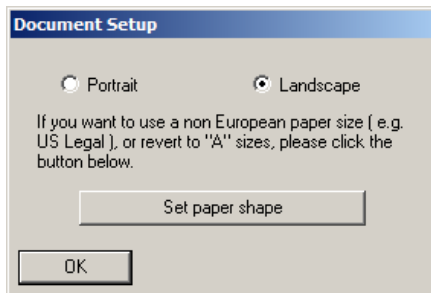 Document Setup
Portrait Landscape
If you want to use a non European paper size ( e.g.
US Legal ), or revert to "A" sizes, please click the
button below.
Set paper shape
OK